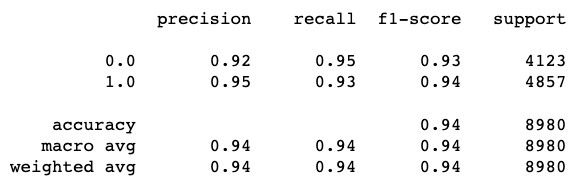 precision recall f1-score support
0.0 0.92 0.95 0.93 4123
1.0 0.95 0.93 0.94 4857
accuracy 0.94 8980
macro avg 0.94 0.94 0.94 8980
weighted avg 0.94 0.94 0.94 8980